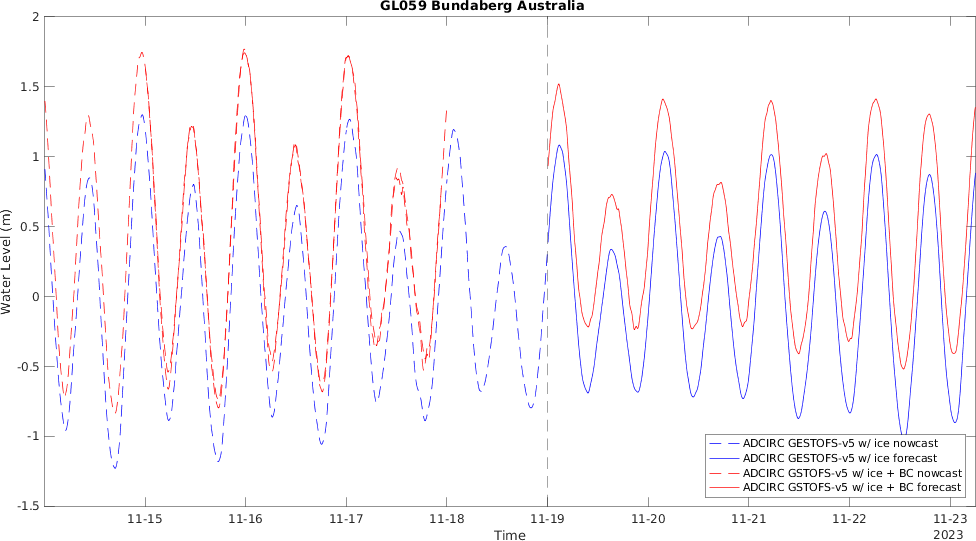 GL059 Bundaberg Australia
2
1.5
1
0.5
0
-0.5
-1
-1.5
Water Level (m)
ADCIRC GESTOFS-v5 w/ ice nowcast
ADCIRC GESTOFS-v5 w/ ice forecast
ADCIRC GSTOFS-v5 w/ ice + BC nowcast
ADCIRC GSTOFS-v5 w/ ice + BC forecast
11-15 11-16 11-17 11-18 11-19 11-20 11-21 11-22 11-23
2023
Time